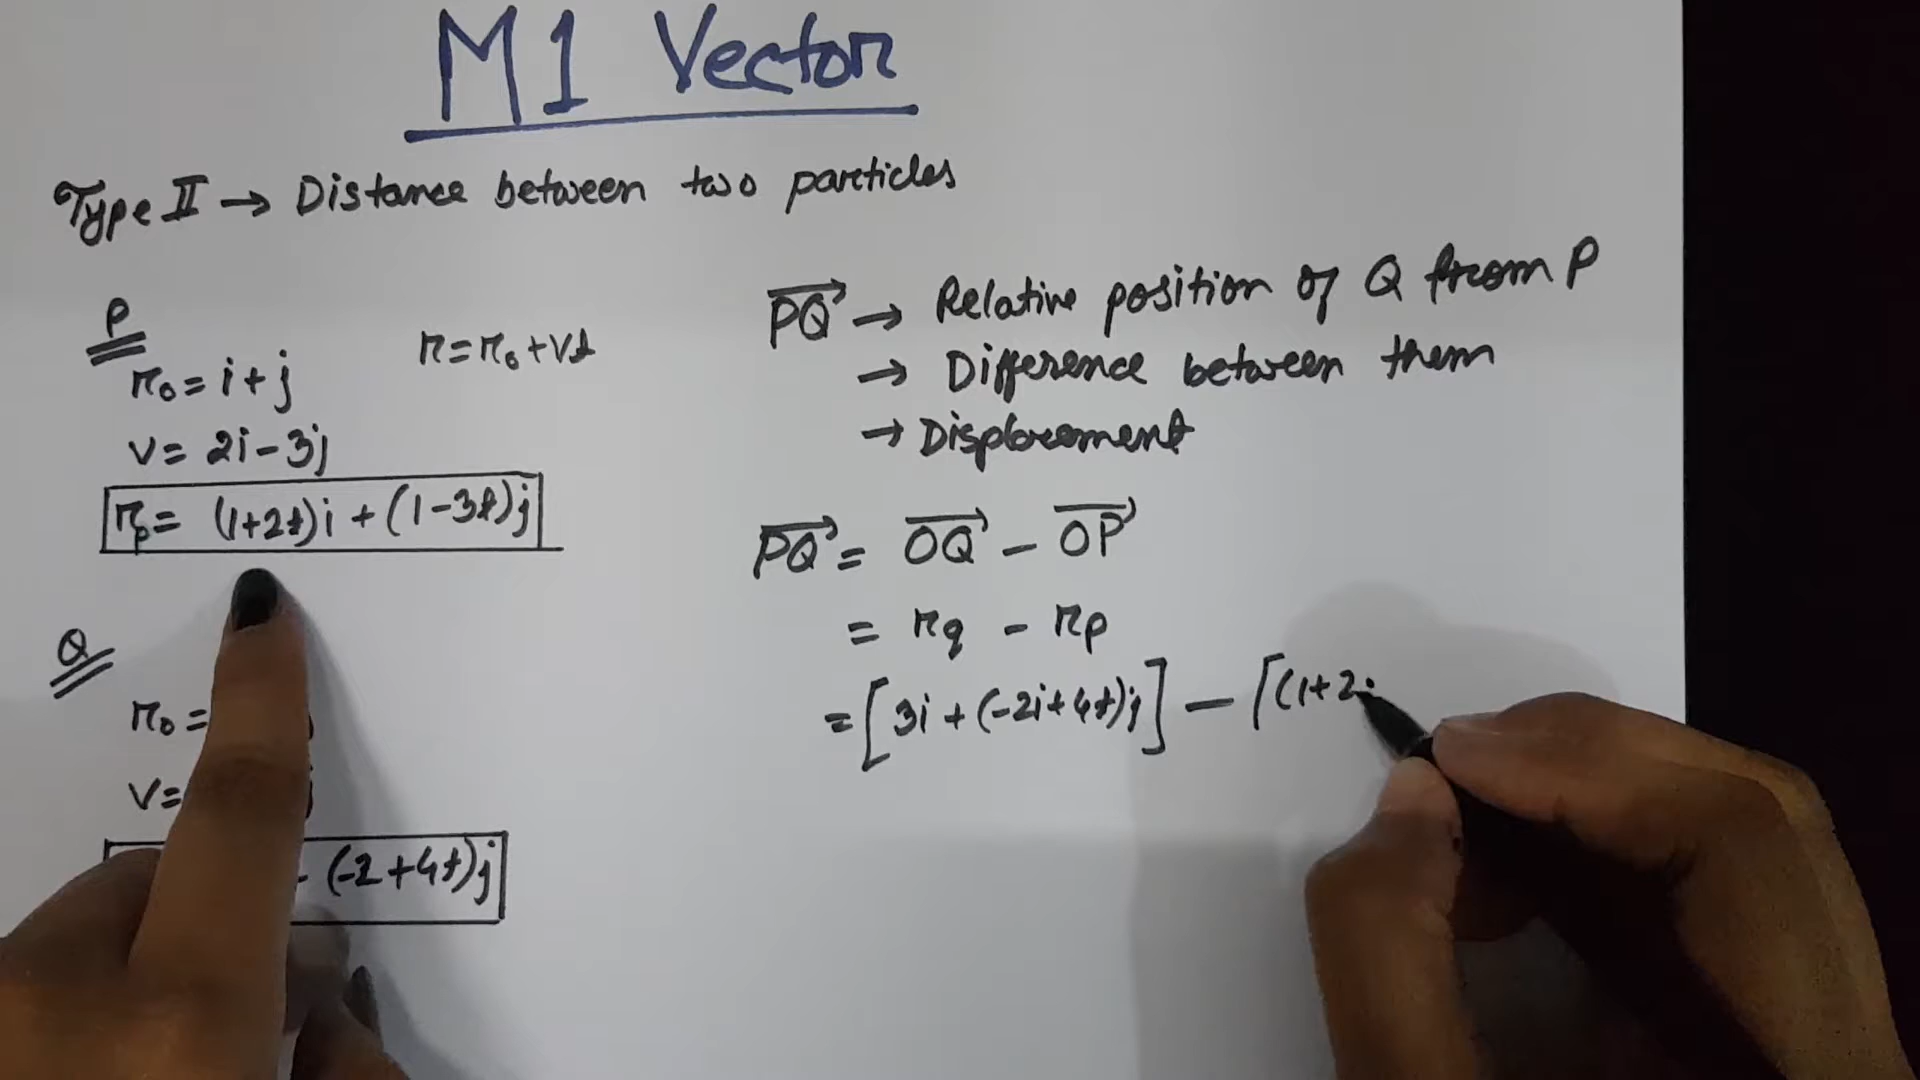 M1 Vector
Type II → Distance between two particles
P
r₀ = i + j
r = r₀ + vt
v = 2i - 3j
r_p = (1+2t)i + (1-3t)j
Q
r₀ =
v =
(-2+4t)j
PQ → Relative position of Q from P
→ Difference between them
→ Displacement
PQ = OQ - OP
= r_q - r_p
= [3i + (-2i+4t)j] - [(1+2